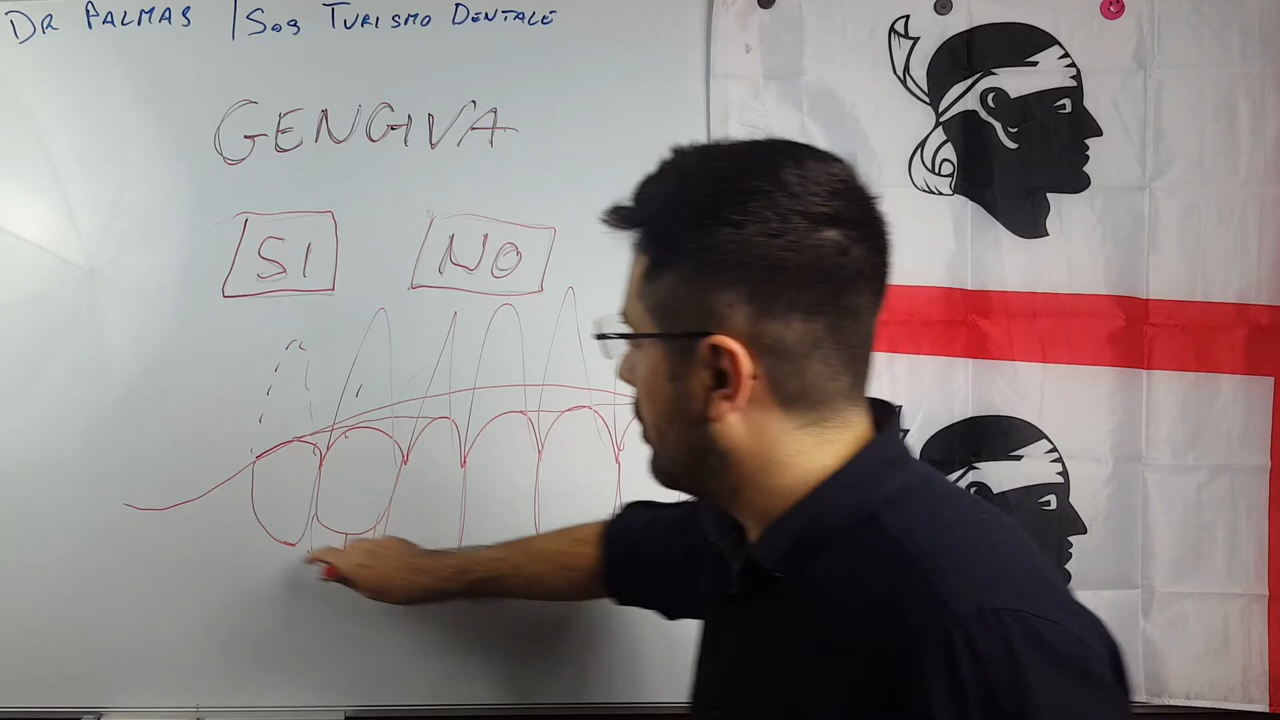 DR PALMAS | Sos TURISMO DENTALE
GENGIVA
SI NO